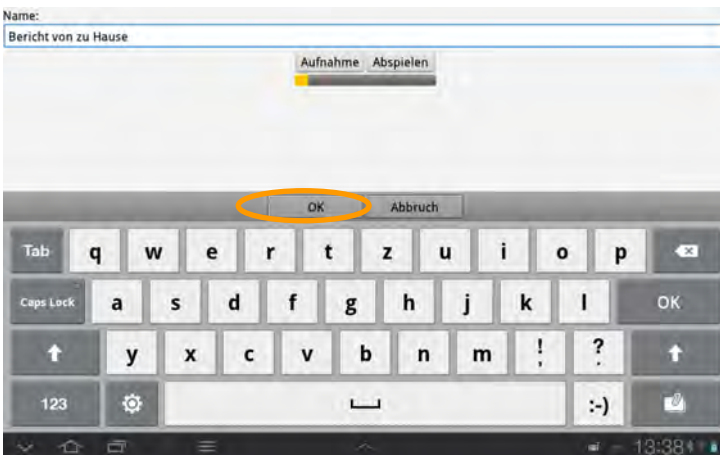 Name:
Bericht von zu Hause
Aufnahme Abspielen
OK Abbruch
Tab q w e r t z u i o p
Caps Lock a s d f g h j k l OK
y x c v b n m ! , ? .
123 :-)
13:38